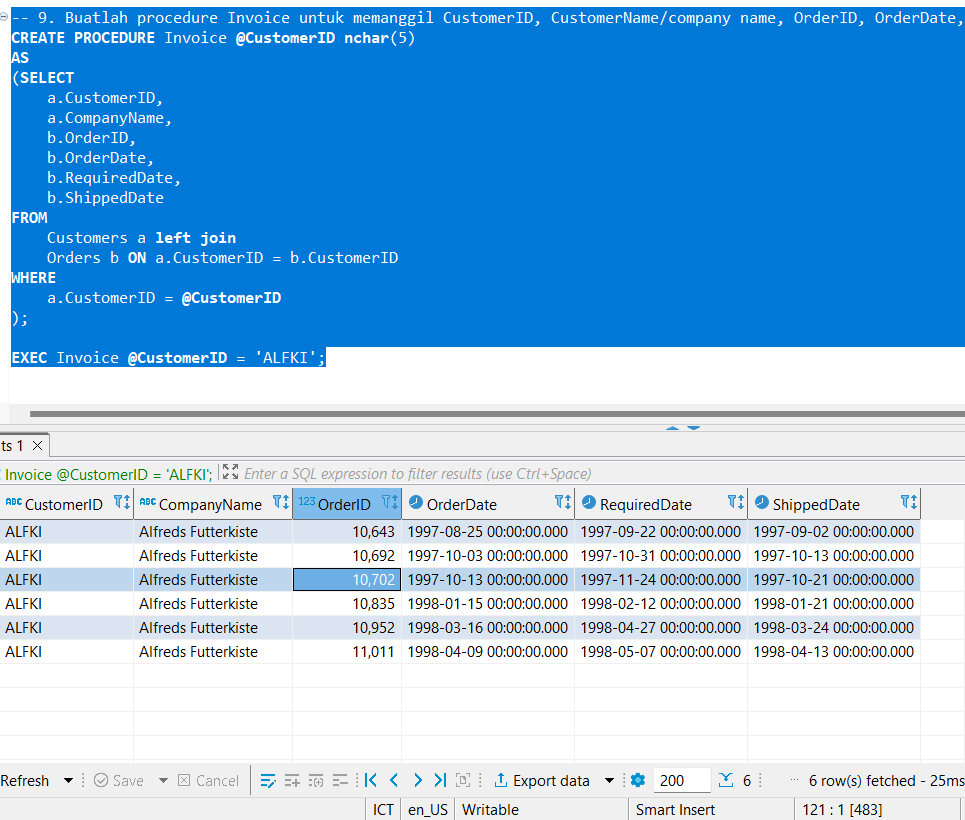 -- 9. Buatlah procedure Invoice untuk memanggil CustomerID, CustomerName/company name, OrderID, OrderDate,
CREATE PROCEDURE Invoice @CustomerID nchar(5)
AS
(SELECT
a.CustomerID,
a.CompanyName,
b.OrderID,
b.OrderDate,
b.RequiredDate,
b.ShippedDate
FROM
Customers a left join
Orders b ON a.CustomerID = b.CustomerID
WHERE
a.CustomerID = @CustomerID
);
EXEC Invoice @CustomerID = 'ALFKI';
ts 1
Invoice @CustomerID = 'ALFKI'; Enter a SQL expression to filter results (use Ctrl+Space)
ABC CustomerID ABC CompanyName 123 OrderID OrderDate RequiredDate ShippedDate
ALFKI Alfreds Futterkiste 10,643 1997-08-25 00:00:00.000 1997-09-22 00:00:00.000 1997-09-02 00:00:00.000
ALFKI Alfreds Futterkiste 10,692 1997-10-03 00:00:00.000 1997-10-31 00:00:00.000 1997-10-13 00:00:00.000
ALFKI Alfreds Futterkiste 10,702 1997-10-13 00:00:00.000 1997-11-24 00:00:00.000 1997-10-21 00:00:00.000
ALFKI Alfreds Futterkiste 10,835 1998-01-15 00:00:00.000 1998-02-12 00:00:00.000 1998-01-21 00:00:00.000
ALFKI Alfreds Futterkiste 10,952 1998-03-16 00:00:00.000 1998-04-27 00:00:00.000 1998-03-24 00:00:00.000
ALFKI Alfreds Futterkiste 11,011 1998-04-09 00:00:00.000 1998-05-07 00:00:00.000 1998-04-13 00:00:00.000
Refresh Save Cancel Export data 200 6 6 row(s) fetched - 25ms
ICT en_US Writable Smart Insert 121 : 1 [483]